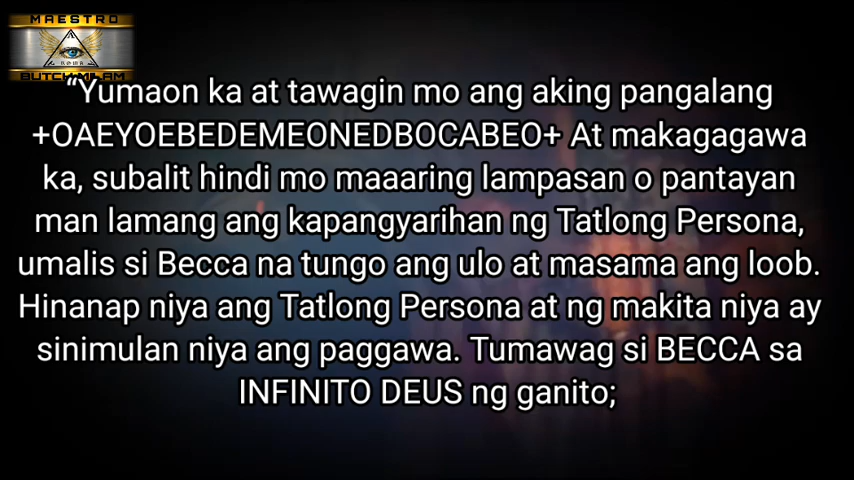 MAESTRO
ROMA
BUTCH MILAM
“Yumaon ka at tawagin mo ang aking pangalang
+OAEYOEBEDEMEONEDBOCABEO+ At makagagawa
ka, subalit hindi mo maaaring lampasan o pantayan
man lamang ang kapangyarihan ng Tatlong Persona,
umalis si Becca na tungo ang ulo at masama ang loob.
Hinanap niya ang Tatlong Persona at ng makita niya ay
sinimulan niya ang paggawa. Tumawag si BECCA sa
INFINITO DEUS ng ganito;